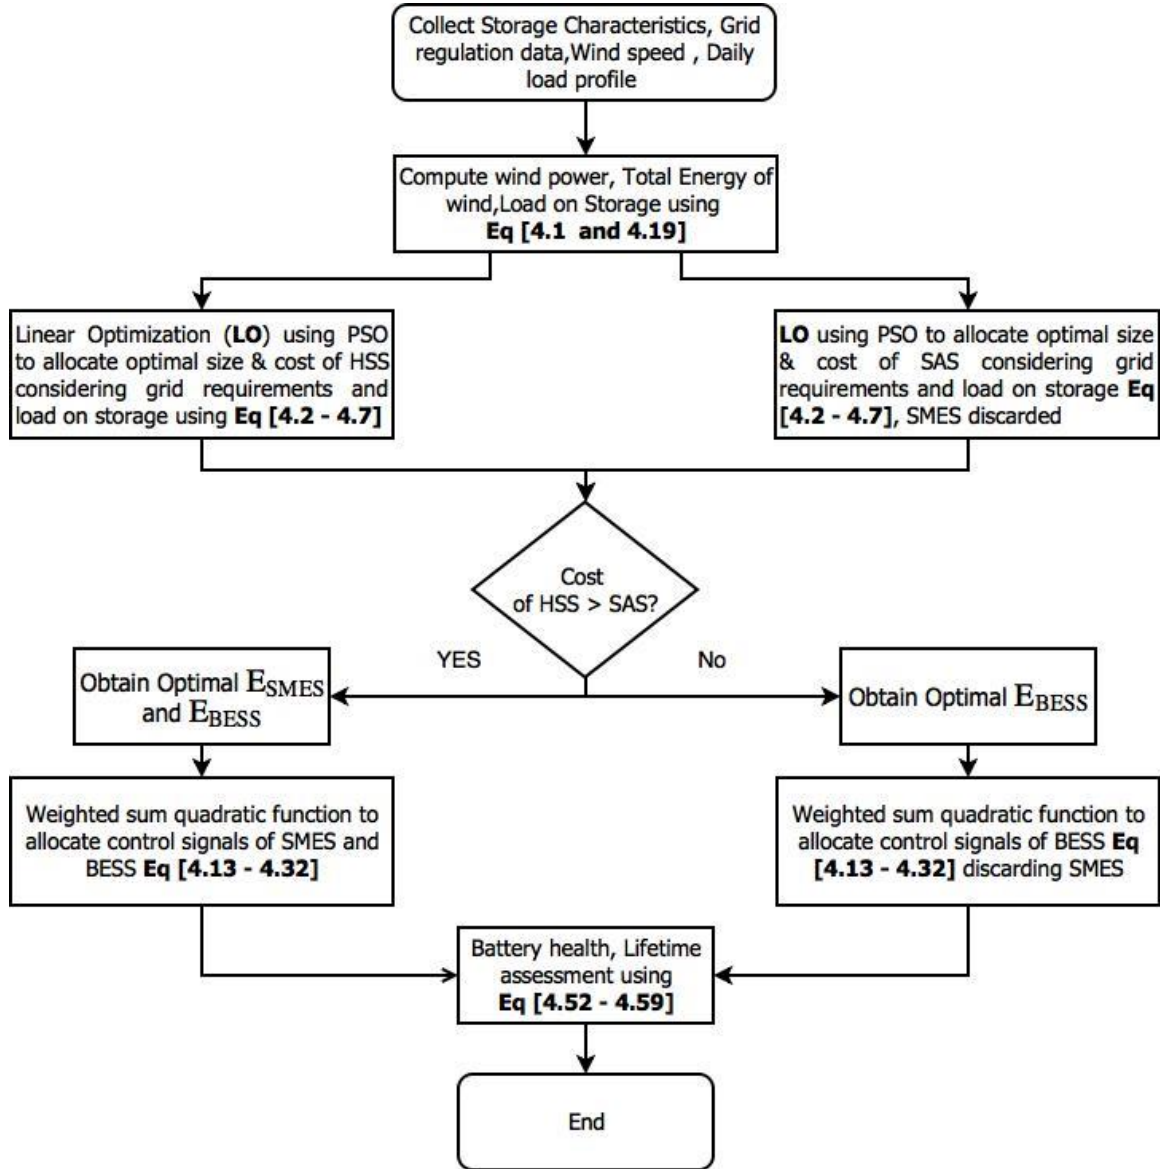 Collect Storage Characteristics, Grid
regulation data,Wind speed , Daily
load profile
Compute wind power, Total Energy of
wind,Load on Storage using
Eq [4.1 and 4.19]
Linear Optimization (LO) using PSO
to allocate optimal size & cost of HSS
considering grid requirements and
load on storage using Eq [4.2 - 4.7]
LO using PSO to allocate optimal size
& cost of SAS considering grid
requirements and load on storage Eq
[4.2 - 4.7], SMES discarded
Cost
of HSS > SAS?
YES
No
Obtain Optimal ESMES
and EBESS
Obtain Optimal EBESS
Weighted sum quadratic function to
allocate control signals of SMES and
BESS Eq [4.13 - 4.32]
Weighted sum quadratic function to
allocate control signals of BESS Eq
[4.13 - 4.32] discarding SMES
Battery health, Lifetime
assessment using
Eq [4.52 - 4.59]
End